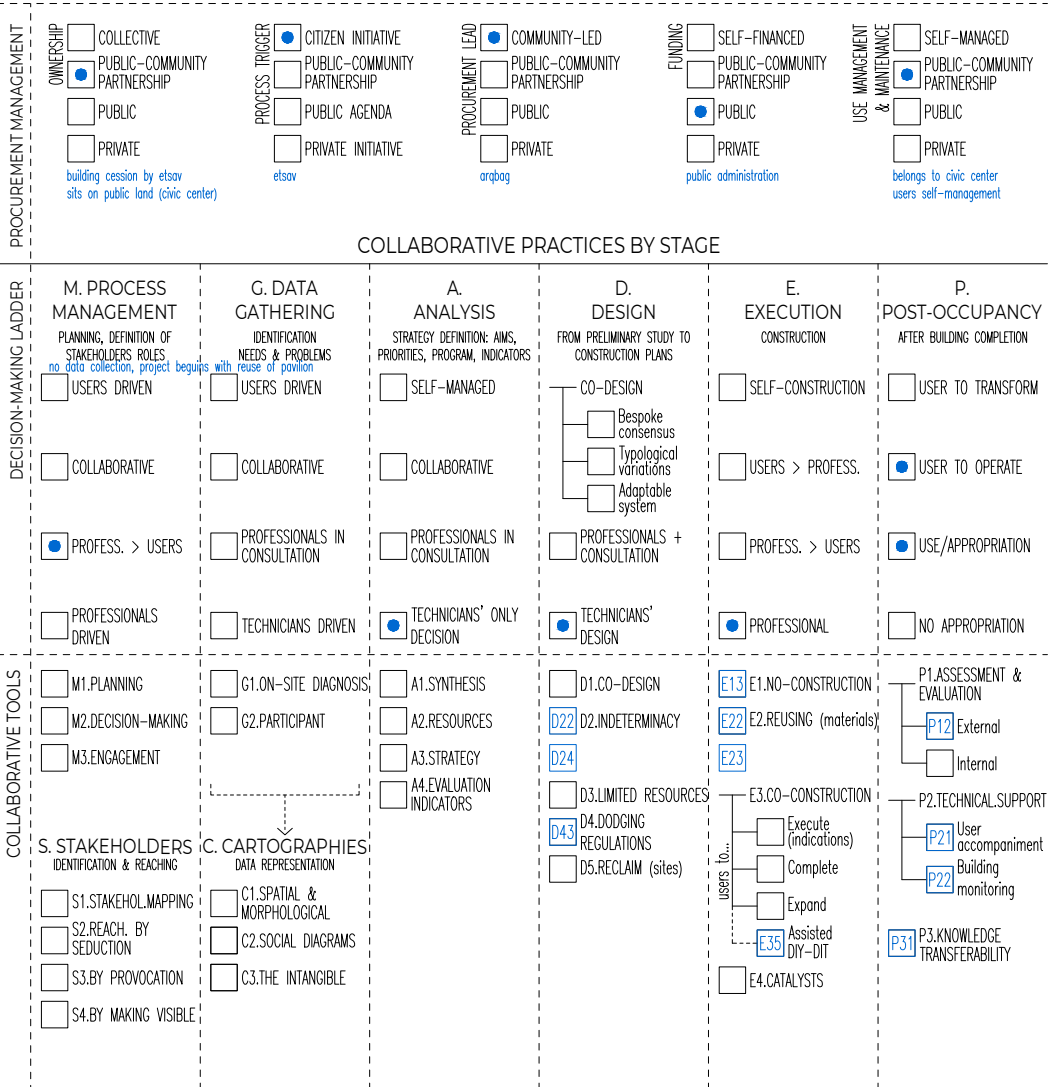 PROCUREMENT MANAGEMENT
OWNERSHIP
COLLECTIVE
PUBLIC-COMMUNITY
PARTNERSHIP
PUBLIC
PRIVATE
building cession by etsav
sits on public land (civic center)
PROCESS TRIGGER
CITIZEN INITIATIVE
PUBLIC-COMMUNITY
PARTNERSHIP
PUBLIC AGENDA
PRIVATE INITIATIVE
etsav
PROCUREMENT LEAD
COMMUNITY-LED
PUBLIC-COMMUNITY
PARTNERSHIP
PUBLIC
PRIVATE
arqbag
FUNDING
SELF-FINANCED
PUBLIC-COMMUNITY
PARTNERSHIP
PUBLIC
PRIVATE
public administration
USE MANAGEMENT
& MAINTENANCE
SELF-MANAGED
PUBLIC-COMMUNITY
PARTNERSHIP
PUBLIC
PRIVATE
belongs to civic center
users self-management
COLLABORATIVE PRACTICES BY STAGE
DECISION-MAKING LADDER
M. PROCESS
MANAGEMENT
PLANNING, DEFINITION OF
STAKEHOLDERS ROLES
no data collection, project beguins with reuse of pavilion
USERS DRIVEN
COLLABORATIVE
PROFESS. > USERS
PROFESSIONALS
DRIVEN
G. DATA
GATHERING
IDENTIFICATION
NEEDS & PROBLEMS
USERS DRIVEN
COLLABORATIVE
PROFESSIONALS IN
CONSULTATION
TECHNICIANS DRIVEN
A.
ANALYSIS
STRATEGY DEFINITION: AIMS,
PRIORITIES, PROGRAM, INDICATORS
SELF-MANAGED
COLLABORATIVE
PROFESSIONALS IN
CONSULTATION
TECHNICIANS' ONLY
DECISION
D.
DESIGN
FROM PRELIMINARY STUDY TO
CONSTRUCTION PLANS
CO-DESIGN
Bespoke
consensus
Typological
variations
Adaptable
system
PROFESSIONALS +
CONSULTATION
TECHNICIANS'
DESIGN
E.
EXECUTION
CONSTRUCTION
SELF-CONSTRUCTION
USERS > PROFESS.
PROFESS. > USERS
PROFESSIONAL
P.
POST-OCCUPANCY
AFTER BUILDING COMPLETION
USER TO TRANSFORM
USER TO OPERATE
USE/APPROPRIATION
NO APPROPRIATION
COLLABORATIVE TOOLS
M1.PLANNING
M2.DECISION-MAKING
M3.ENGAGEMENT
S. STAKEHOLDERS
IDENTIFICATION & REACHING
S1.STAKEHOL.MAPPING
S2.REACH. BY
SEDUCTION
S3.BY PROVOCATION
S4.BY MAKING VISIBLE
G1.ON-SITE DIAGNOSIS
G2.PARTICIPANT
C. CARTOGRAPHIES
DATA REPRESENTATION
C1.SPATIAL &
MORPHOLOGICAL
C2.SOCIAL DIAGRAMS
C3.THE INTANGIBLE
A1.SYNTHESIS
A2.RESOURCES
A3.STRATEGY
A4.EVALUATION
INDICATORS
D1.CO-DESIGN
D22 D2.INDETERMINACY
D24
D3.LIMITED RESOURCES
D43 D4.DODGING
REGULATIONS
D5.RECLAIM (sites)
E13 E1.NO-CONSTRUCTION
E22 E2.REUSING (materials)
E23
E3.CO-CONSTRUCTION
users to...
Execute
(indications)
Complete
Expand
E35 Assisted
DIY-DIT
E4.CATALYSTS
P1.ASSESSMENT &
EVALUATION
P12 External
Internal
P2.TECHNICAL.SUPPORT
P21 User
accompaniment
P22 Building
monitoring
P31 P3.KNOWLEDGE
TRANSFERABILITY